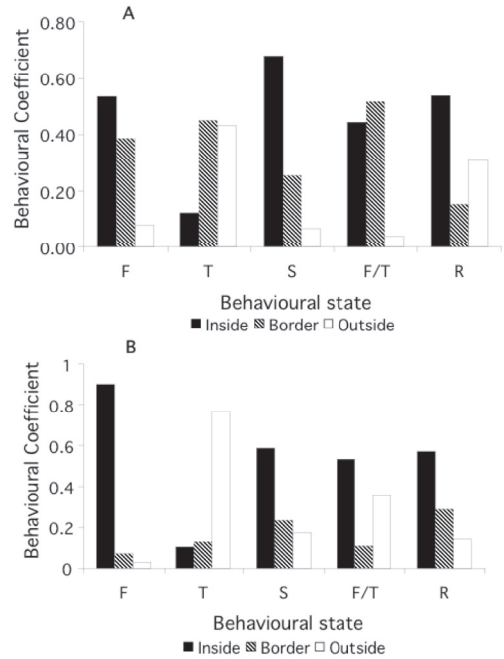 A
Behavioural Coefficient
0.80
0.60
0.40
0.20
0.00
F T S F/T R
Behavioural state
Inside Border Outside
B
Behavioural Coefficient
1
0.8
0.6
0.4
0.2
0
F T S F/T R
Behavioural state
Inside Border Outside